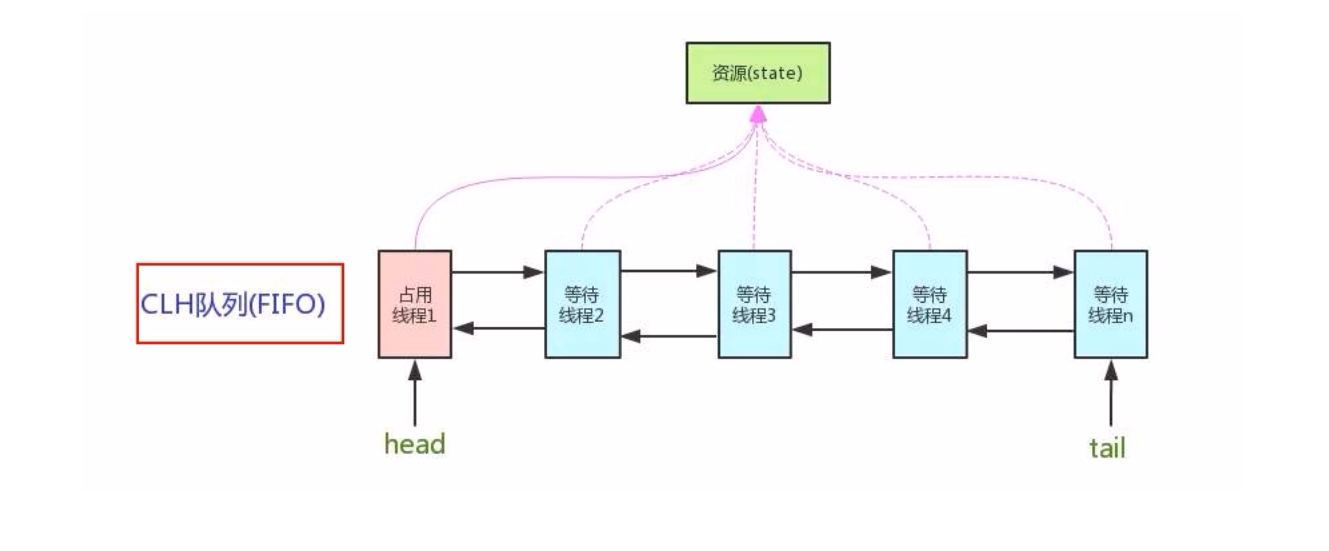 资源(state)
CLH队列(FIFO)
占用
线程1
等待
线程2
等待
线程3
等待
线程4
等待
线程n
head
tail